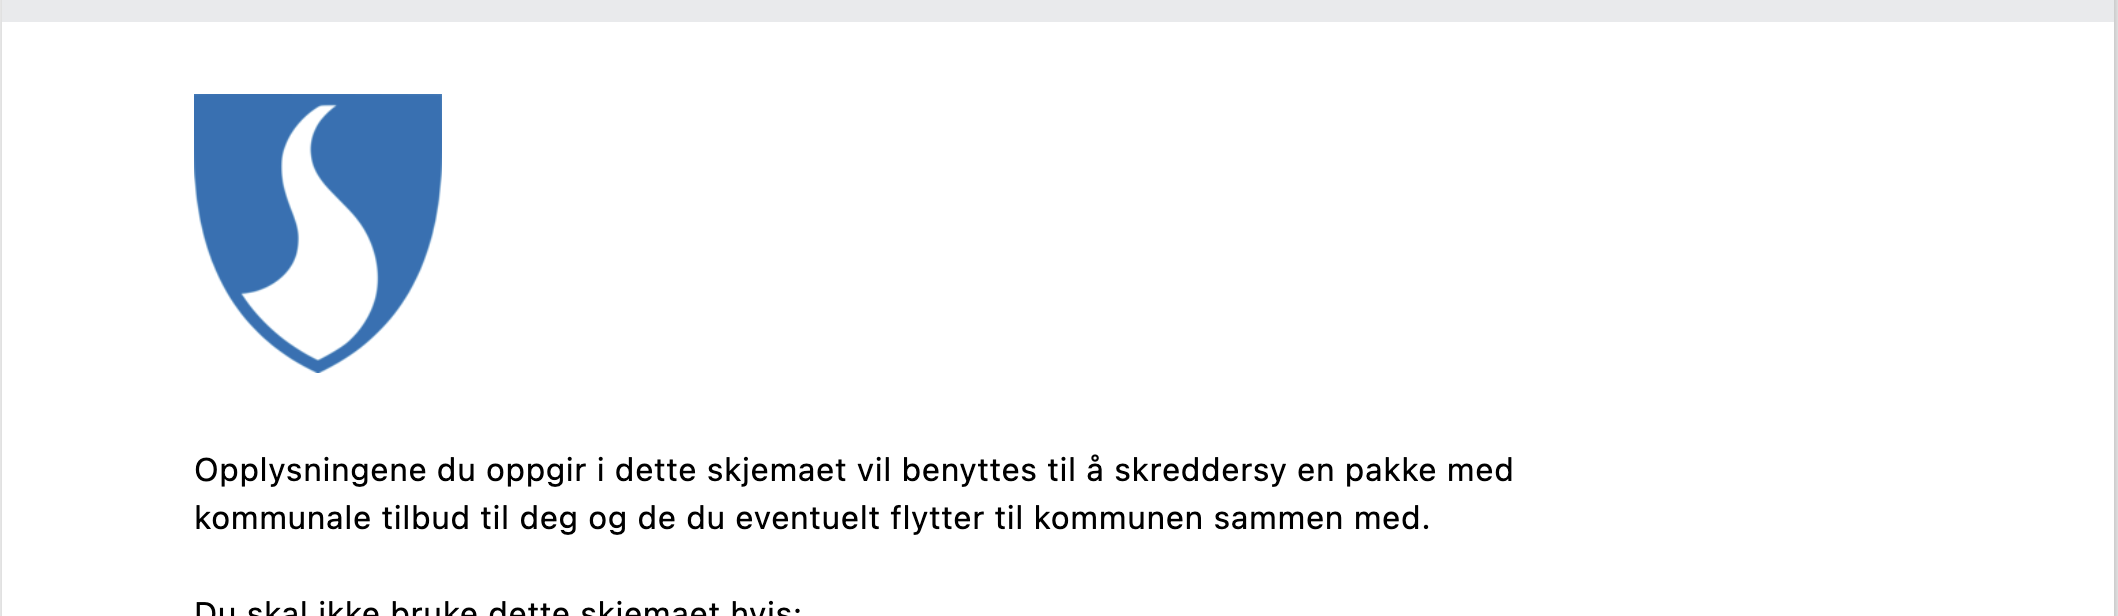 Opplysningene du oppgir i dette skjemaet vil benyttes til å skreddersy en pakke med
kommunale tilbud til deg og de du eventuelt flytter til kommunen sammen med.
Du skal ikke bruke dette skjemaet hvis: